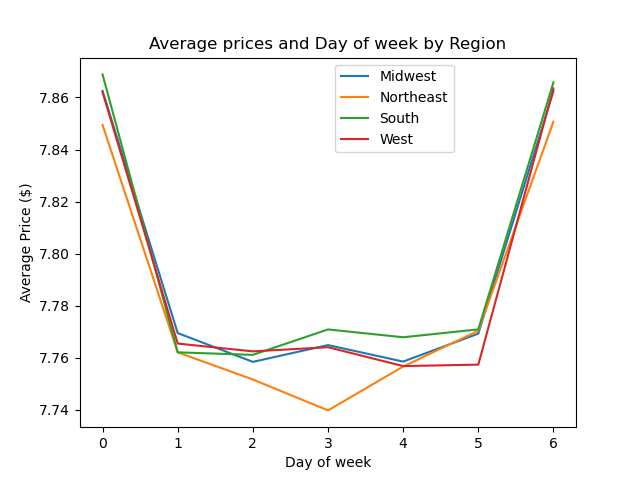 Average prices and Day of week by Region
Midwest
Northeast
South
West
Average Price ($)
7.86
7.84
7.82
7.80
7.78
7.76
7.74
0 1 2 3 4 5 6
Day of week